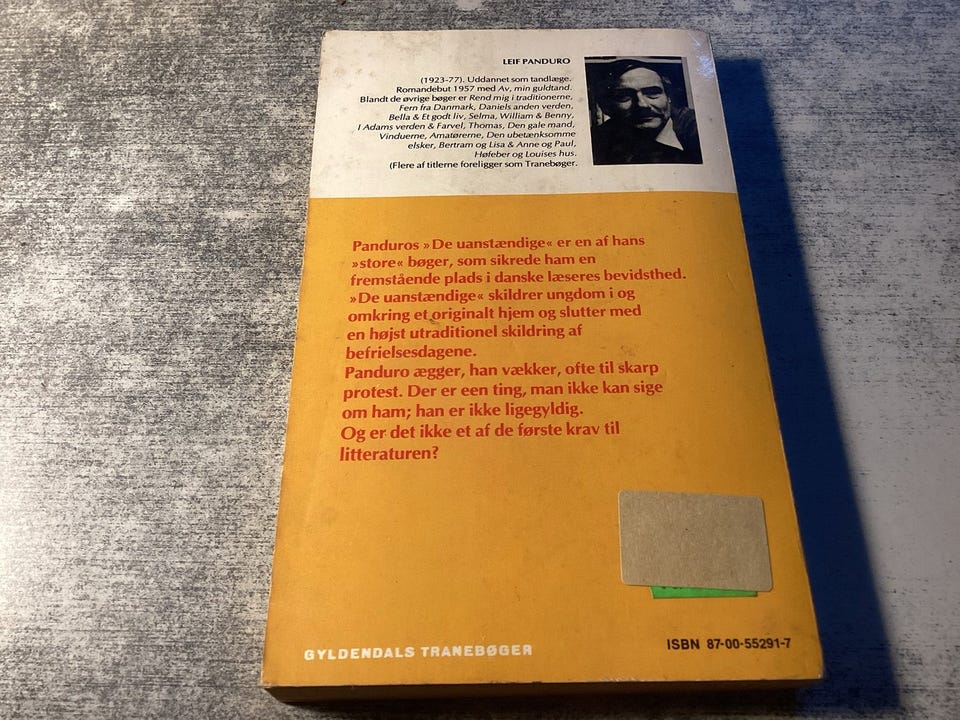 LEIF PANDURO
(1923-77). Uddannet som tandlæge.
Romandebut 1957 med Av, min guldtand.
Blandt de øvrige bøger er Rend mig i traditionerne,
Fern fra Danmark, Daniels anden verden,
Bella & Et godt liv, Selma, William & Benny,
I Adams verden & Farvel, Thomas, Den gale mand,
Vinduerne, Amatørerne, Den ubetænksomme
elsker, Bertram og Lisa & Anne og Paul,
Høfeber og Louises hus.
(Flere af titlerne foreligger som Tranebøger.
Panduros »De uanstændige« er en af hans
»store« bøger, som sikrede ham en
fremstående plads i danske læseres bevidsthed.
»De uanstændige« skildrer ungdom i og
omkring et originalt hjem og slutter med
en højst utraditionel skildring af
befrielsesdagene.
Panduro ægger, han vækker, ofte til skarp
protest. Der er een ting, man ikke kan sige
om ham; han er ikke ligegyldig.
Og er det ikke et af de første krav til
litteraturen?
GYLDENDALS TRANEBØGER
ISBN 87-00-55291-7